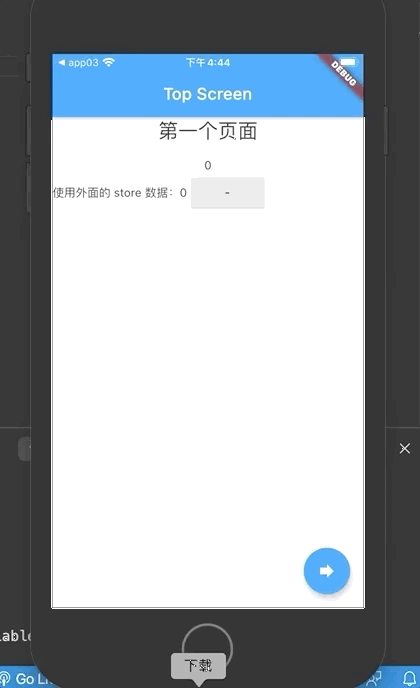 app03
下午4:44
DEBUG
Top Screen
第一个页面
0
使用外面的 store 数据：0
-
able
下载
Go Li